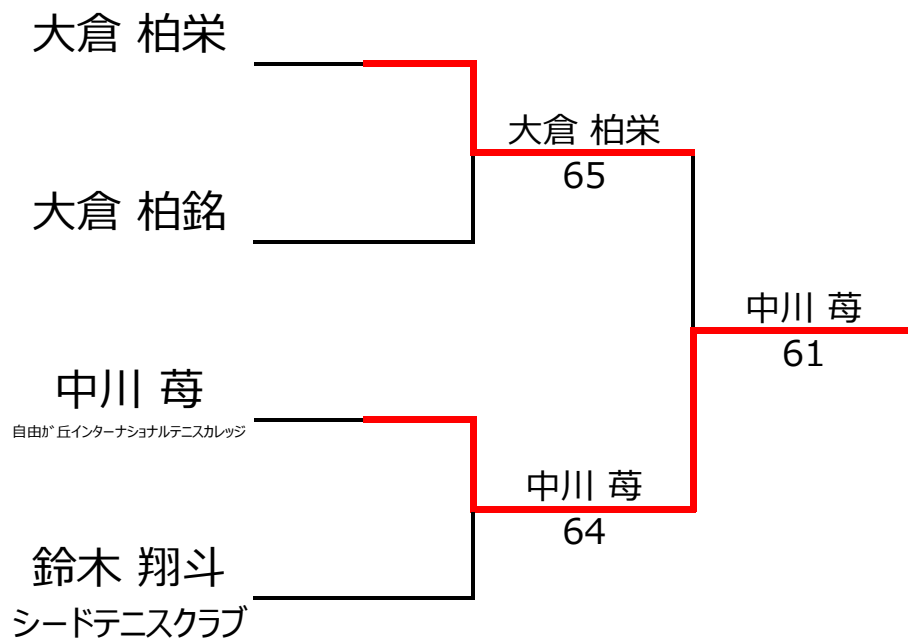 大倉 柏栄
大倉 柏栄
65
大倉 柏銘
中川 苺
61
中川 苺
自由が丘インターナショナルテニスカレッジ
中川 苺
64
鈴木 翔斗
シードテニスクラブ